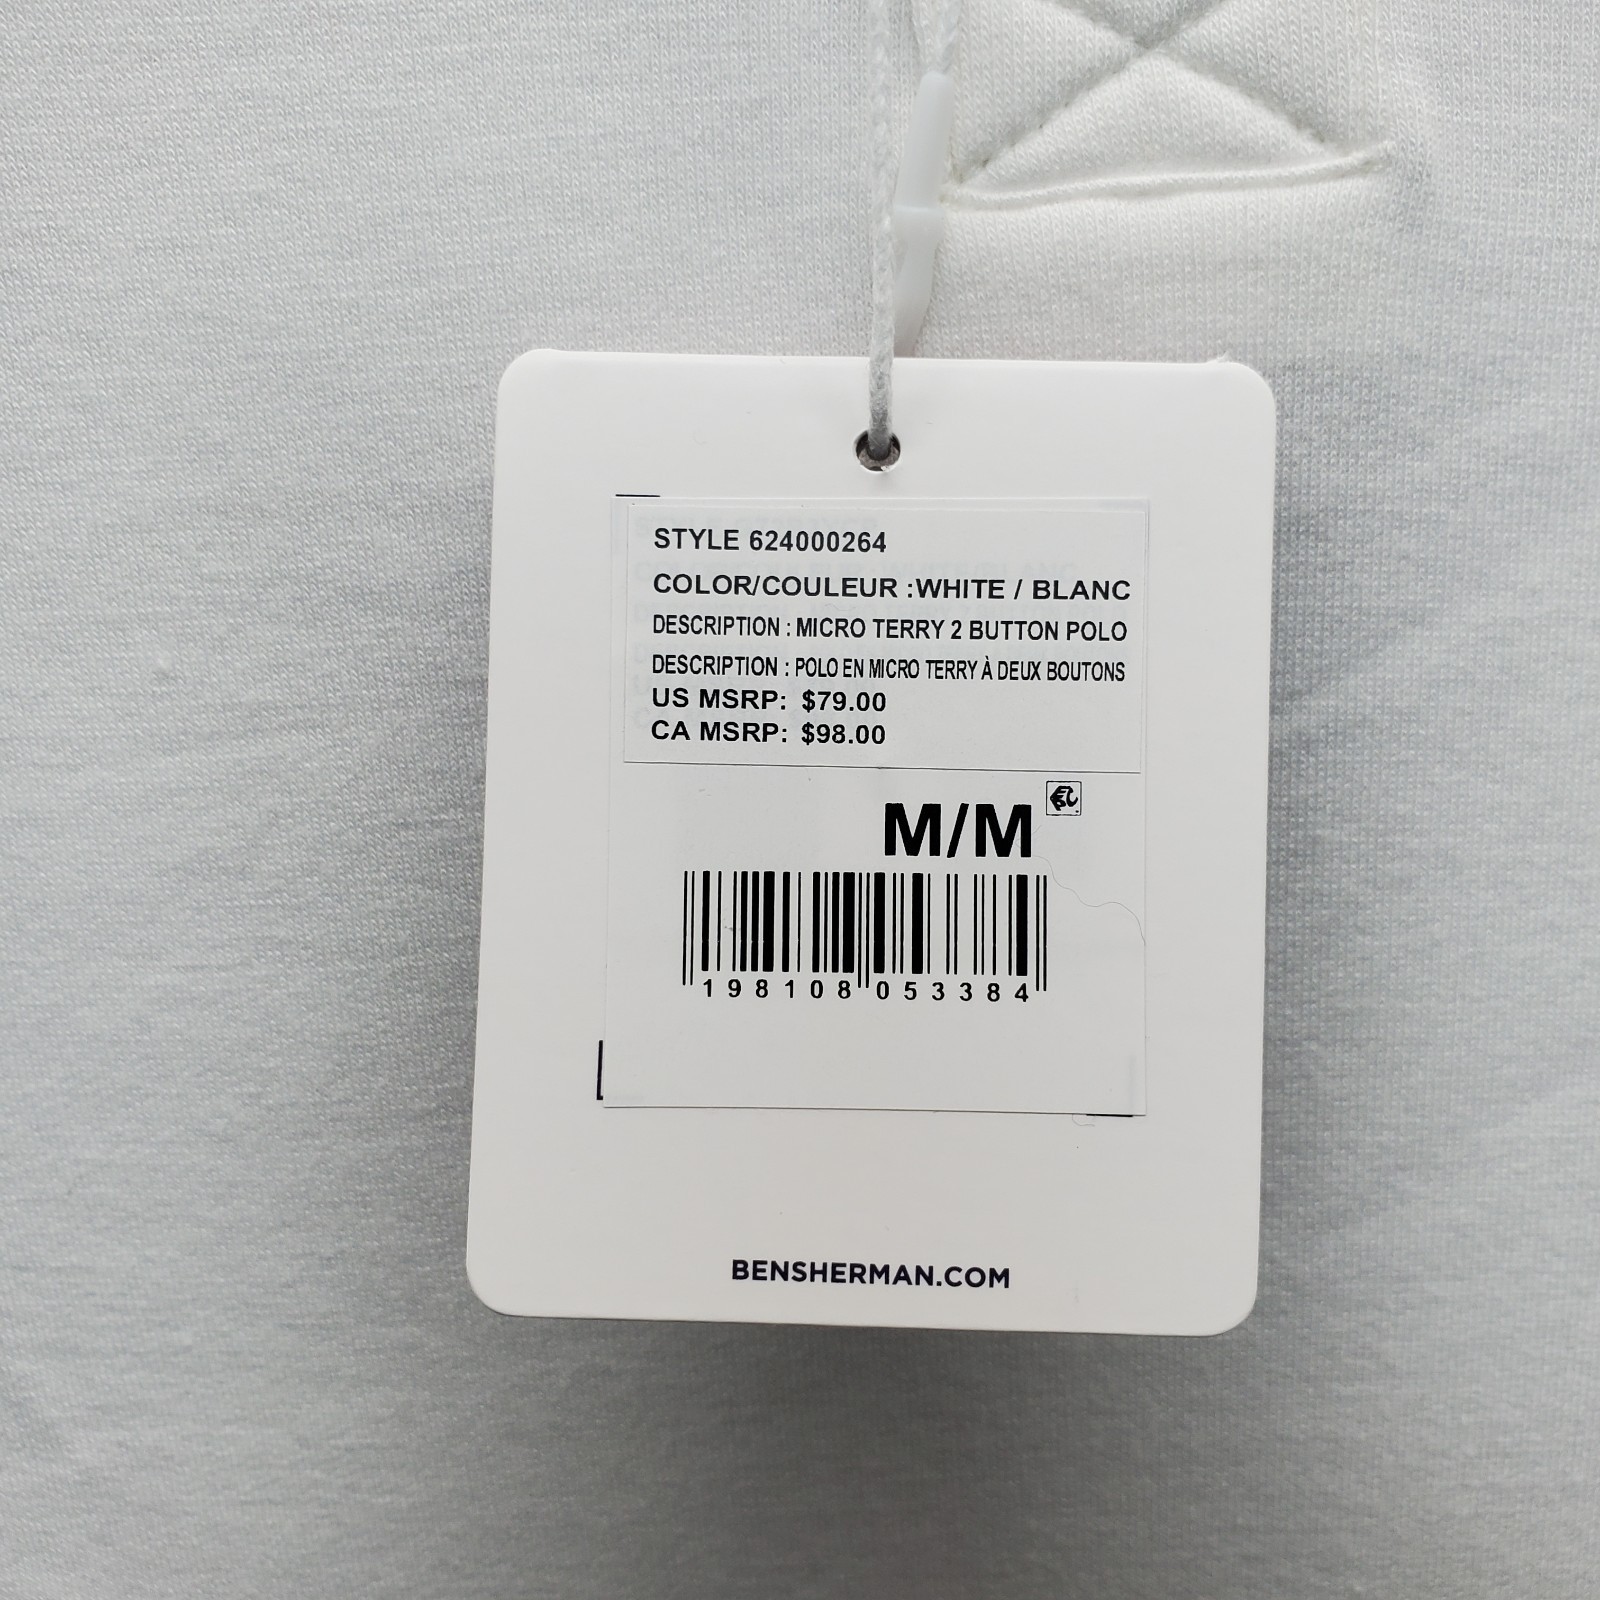 STYLE 624000264
COLOR/COULEUR :WHITE / BLANC
DESCRIPTION : MICRO TERRY 2 BUTTON POLO
DESCRIPTION : POLO EN MICRO TERRY À DEUX BOUTONS
US MSRP: $79.00
CA MSRP: $98.00
M/M
198108 053384
BENSHERMAN.COM